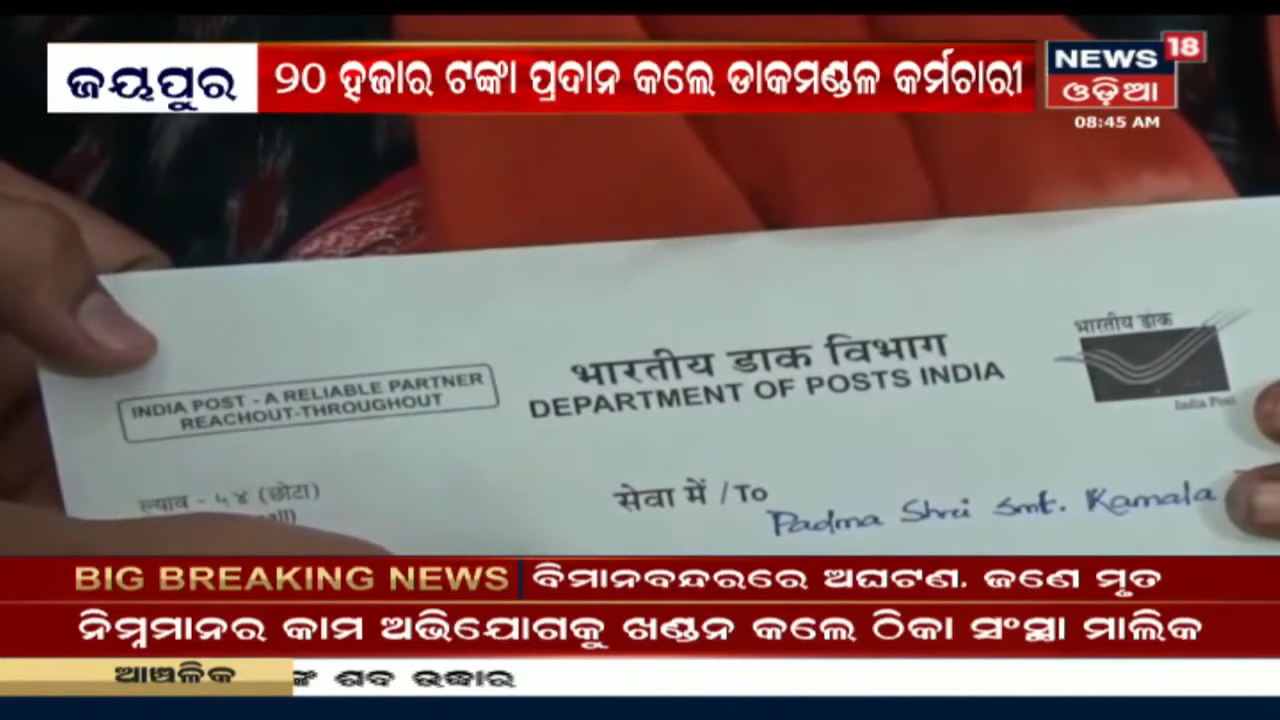 ଜୟପୁର
୨୦ ହଜାର ଟଙ୍କା ପ୍ରଦାନ କଲେ ଡାକମଣ୍ଡଳ କର୍ମଚାରୀ
NEWS 18
ଓଡ଼ିଆ
08:45 AM
भारतीय डाक
INDIA POST - A RELIABLE PARTNER
REACHOUT-THROUGHOUT
भारतीय डाक विभाग
DEPARTMENT OF POSTS INDIA
India Post
ल्याव - ५४ (छोटा)
सेवा में / To
Padma Shri Smt. Kamala
BIG BREAKING NEWS
ବିମାନବନ୍ଦରରେ ଅଘଟଣ, ଜଣେ ମୃତ
ନିମ୍ନମାନର କାମ ଅଭିଯୋଗକୁ ଖଣ୍ଡନ କଲେ ଠିକା ସଂସ୍ଥା ମାଲିକ
ଆଞ୍ଚଳିକ
ଙ୍କ ଶବ ଉଦ୍ଧାର